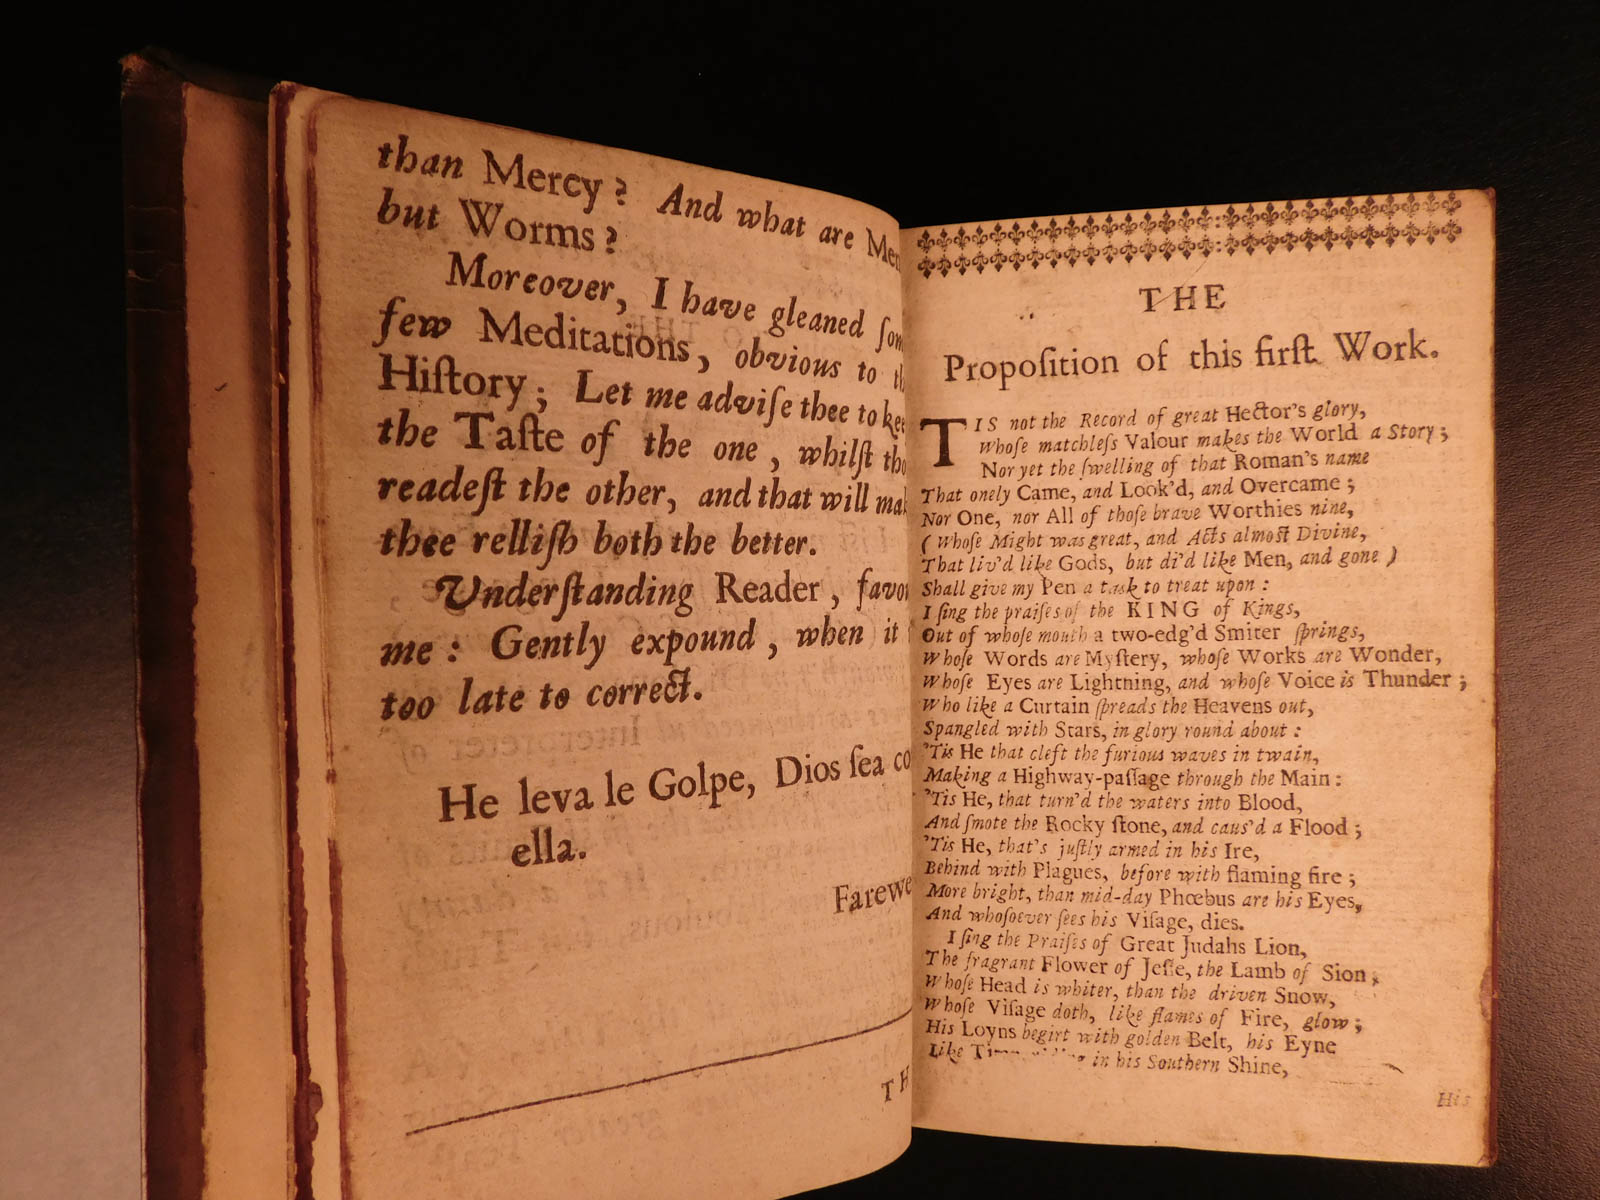 than Mercy? And what are Men
but Worms?
Moreover, I have gleaned ſom
few Meditations, obvious to th
Hiſtory; Let me adviſe thee to kee
the Taſte of the one, whilſt tho
readeſt the other, and that will mak
thee relliſh both the better.
Underſtanding Reader, favo
me: Gently expound, when it
too late to correct.
He leva le Golpe, Dios ſea co
ella.
Farewe
TH
THE
Propoſition of this firſt Work.
TIS not the Record of great Hector's glory,
Whoſe matchleſs Valour makes the World a Story;
Nor yet the ſwelling of that Roman's name
That onely Came, and Look'd, and Overcame;
Nor One, nor All of thoſe brave Worthies nine,
(Whoſe Might was great, and Acts almoſt Divine,
That liv'd like Gods, but di'd like Men, and gone)
Shall give my Pen a task to treat upon:
I ſing the praiſes of the KING of Kings,
Out of whoſe mouth a two-edg'd Smiter ſprings,
Whoſe Words are Myſtery, whoſe Works are Wonder,
Whoſe Eyes are Lightning, and whoſe Voice is Thunder;
Who like a Curtain ſpreads the Heavens out,
Spangled with Stars, in glory round about:
'Tis He that cleft the furious waves in twain,
Making a Highway-paſſage through the Main:
'Tis He, that turn'd the waters into Blood,
And ſmote the Rocky ſtone, and caus'd a Flood;
'Tis He, that's juſtly armed in his Ire,
Behind with Plagues, before with flaming fire;
More bright, than mid-day Phœbus are his Eyes,
And whoſoever ſees his Viſage, dies.
I ſing the Praiſes of Great Judahs Lion,
The fragrant Flower of Jeſſe, the Lamb of Sion,
Whoſe Head is whiter, than the driven Snow,
Whoſe Viſage doth, like flames of Fire, glow;
His Loyns begirt with golden Belt, his Eyne
Like in his Southern Shine,
His